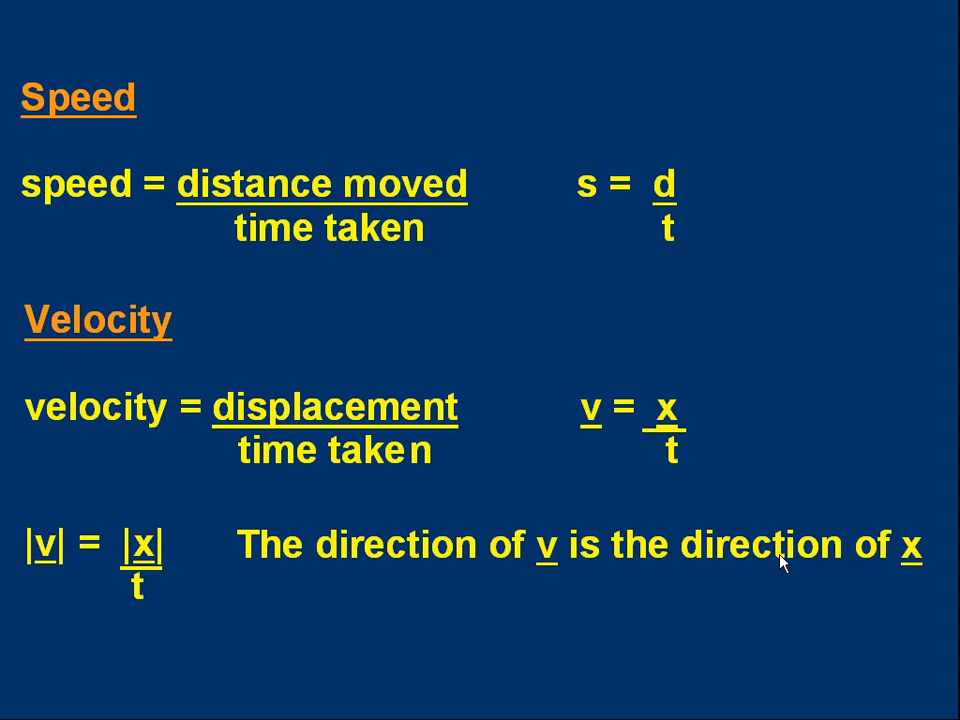 Speed
speed = distance moved s = d
time taken t
Velocity
velocity = displacement v = x
time taken t
|v| = |x| The direction of v is the direction of x
t